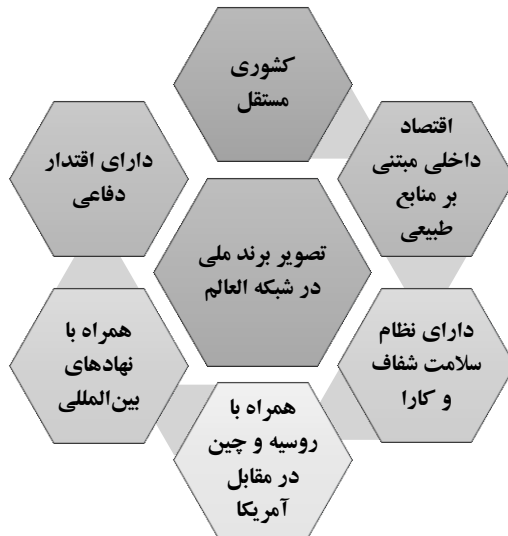 کشوری
مستقل
اقتصاد
داخلی مبتنی
بر منابع
طبیعی
دارای نظام
سلامت شفاف
و کارا
همراه با
روسیه و چین
در مقابل
آمریکا
همراه با
نهادهای
بین‌المللی
دارای اقتدار
دفاعی
تصویر برند ملی
در شبکه العالم